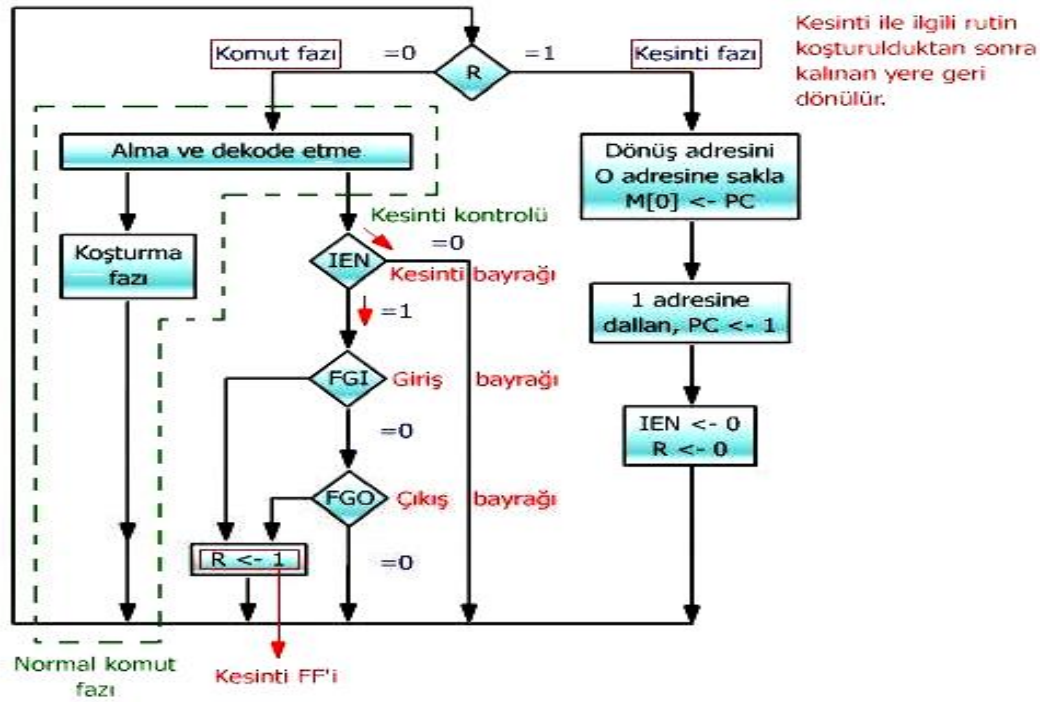 Kesinti ile ilgili rutin
koşturulduktan sonra
kalınan yere geri
dönülür.
Komut fazı
=0
R
=1
Kesinti fazı
Alma ve dekode etme
Dönüş adresini
O adresine sakla
M[0] <- PC
Kesinti kontrolü
Koşturma
fazı
IEN
=0
Kesinti bayrağı
=1
1 adresine
dallan, PC <- 1
FGI
Giriş bayrağı
=0
IEN <- 0
R <- 0
FGO
Çıkış bayrağı
R <- 1
=0
Normal komut
fazı
Kesinti FF'i